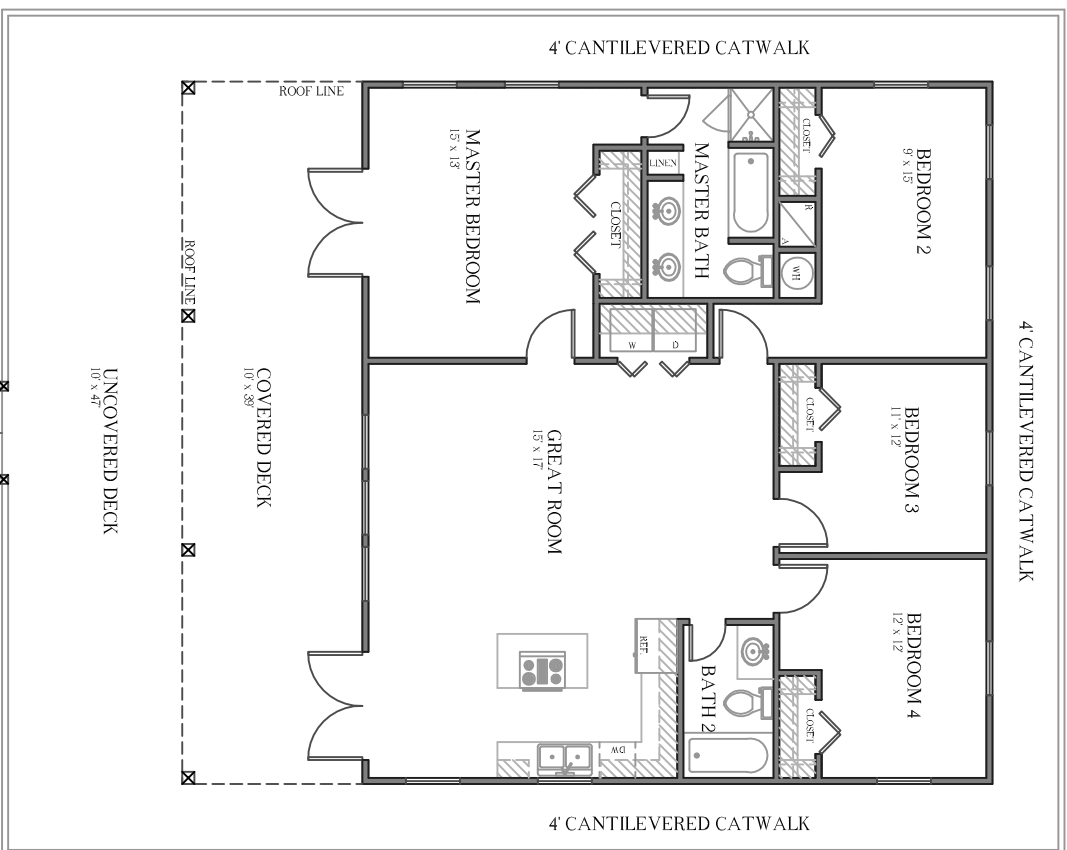 4' CANTILEVERED CATWALK
ROOF LINE
MASTER BEDROOM
15' x 13'
LINEN
CLOSET
MASTER BATH
CLOSET
BEDROOM 2
9' x 15'
R
A
WH
ROOF LINE
W
D
UNCOVERED DECK
10' x 47'
COVERED DECK
10' x 39'
GREAT ROOM
15' x 17'
CLOSET
BEDROOM 3
11' x 12'
4' CANTILEVERED CATWALK
REF.
BATH 2
BEDROOM 4
12' x 12'
CLOSET
DW
4' CANTILEVERED CATWALK